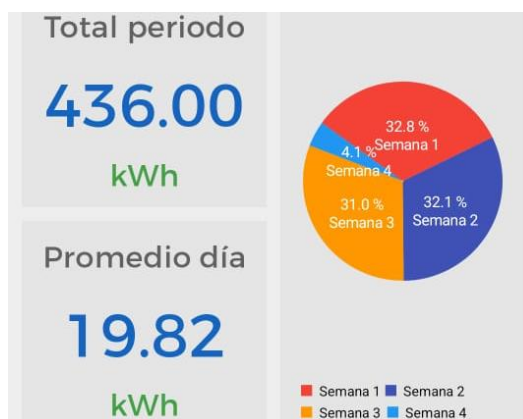 Total periodo
436.00
kWh
Promedio día
19.82
kWh
32.8 %
Semana 1
4.1 %
Semana 4
31.0 %
Semana 3
32.1 %
Semana 2
Semana 1 Semana 2
Semana 3 Semana 4